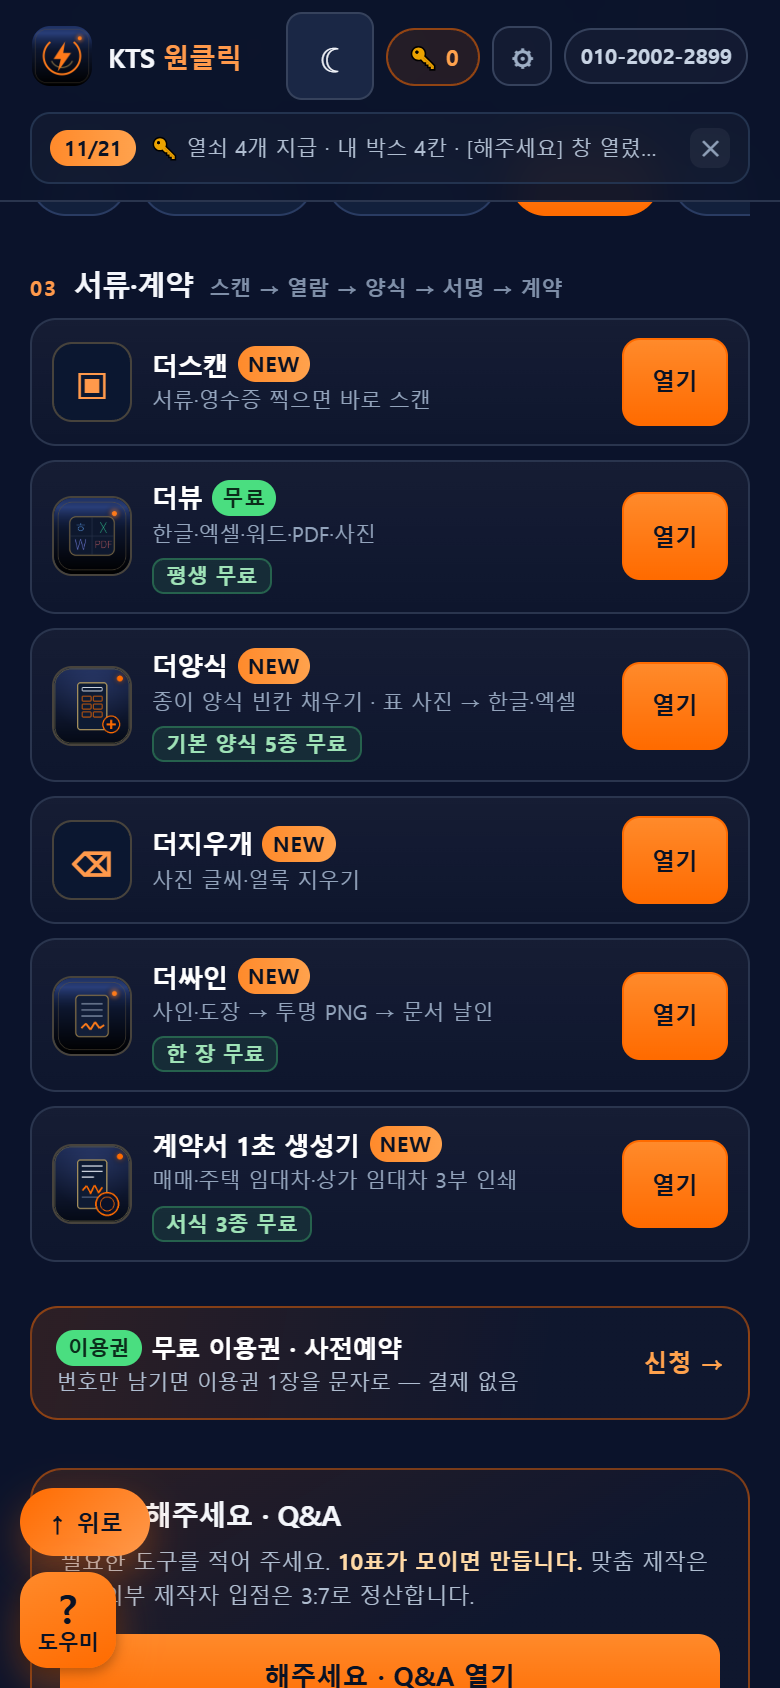 KTS 원클릭
☾
🔑 0
⚙
010-2002-2899
11/21 🔑 열쇠 4개 지급 · 내 박스 4칸 · [해주세요] 창 열렸... ✕
03 서류·계약 스캔 → 열람 → 양식 → 서명 → 계약
더스캔 NEW
서류·영수증 찍으면 바로 스캔
열기
더뷰 무료
한글·엑셀·워드·PDF·사진
평생 무료
열기
더양식 NEW
종이 양식 빈칸 채우기 · 표 사진 → 한글·엑셀
기본 양식 5종 무료
열기
더지우개 NEW
사진 글씨·얼룩 지우기
열기
더싸인 NEW
사인·도장 → 투명 PNG → 문서 날인
한 장 무료
열기
계약서 1초 생성기 NEW
매매·주택 임대차·상가 임대차 3부 인쇄
서식 3종 무료
열기
이용권 무료 이용권 · 사전예약
번호만 남기면 이용권 1장을 문자로 — 결제 없음
신청 →
해주세요 · Q&A
필요한 도구를 적어 주세요. 10표가 모이면 만듭니다. 맞춤 제작은
제작자 입점은 3:7로 정산합니다.
해주세요 · Q&A 열기
↑ 위로
?
도우미